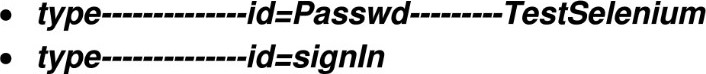 • type--------------id=Passwd---------TestSelenium
• type--------------id=signIn